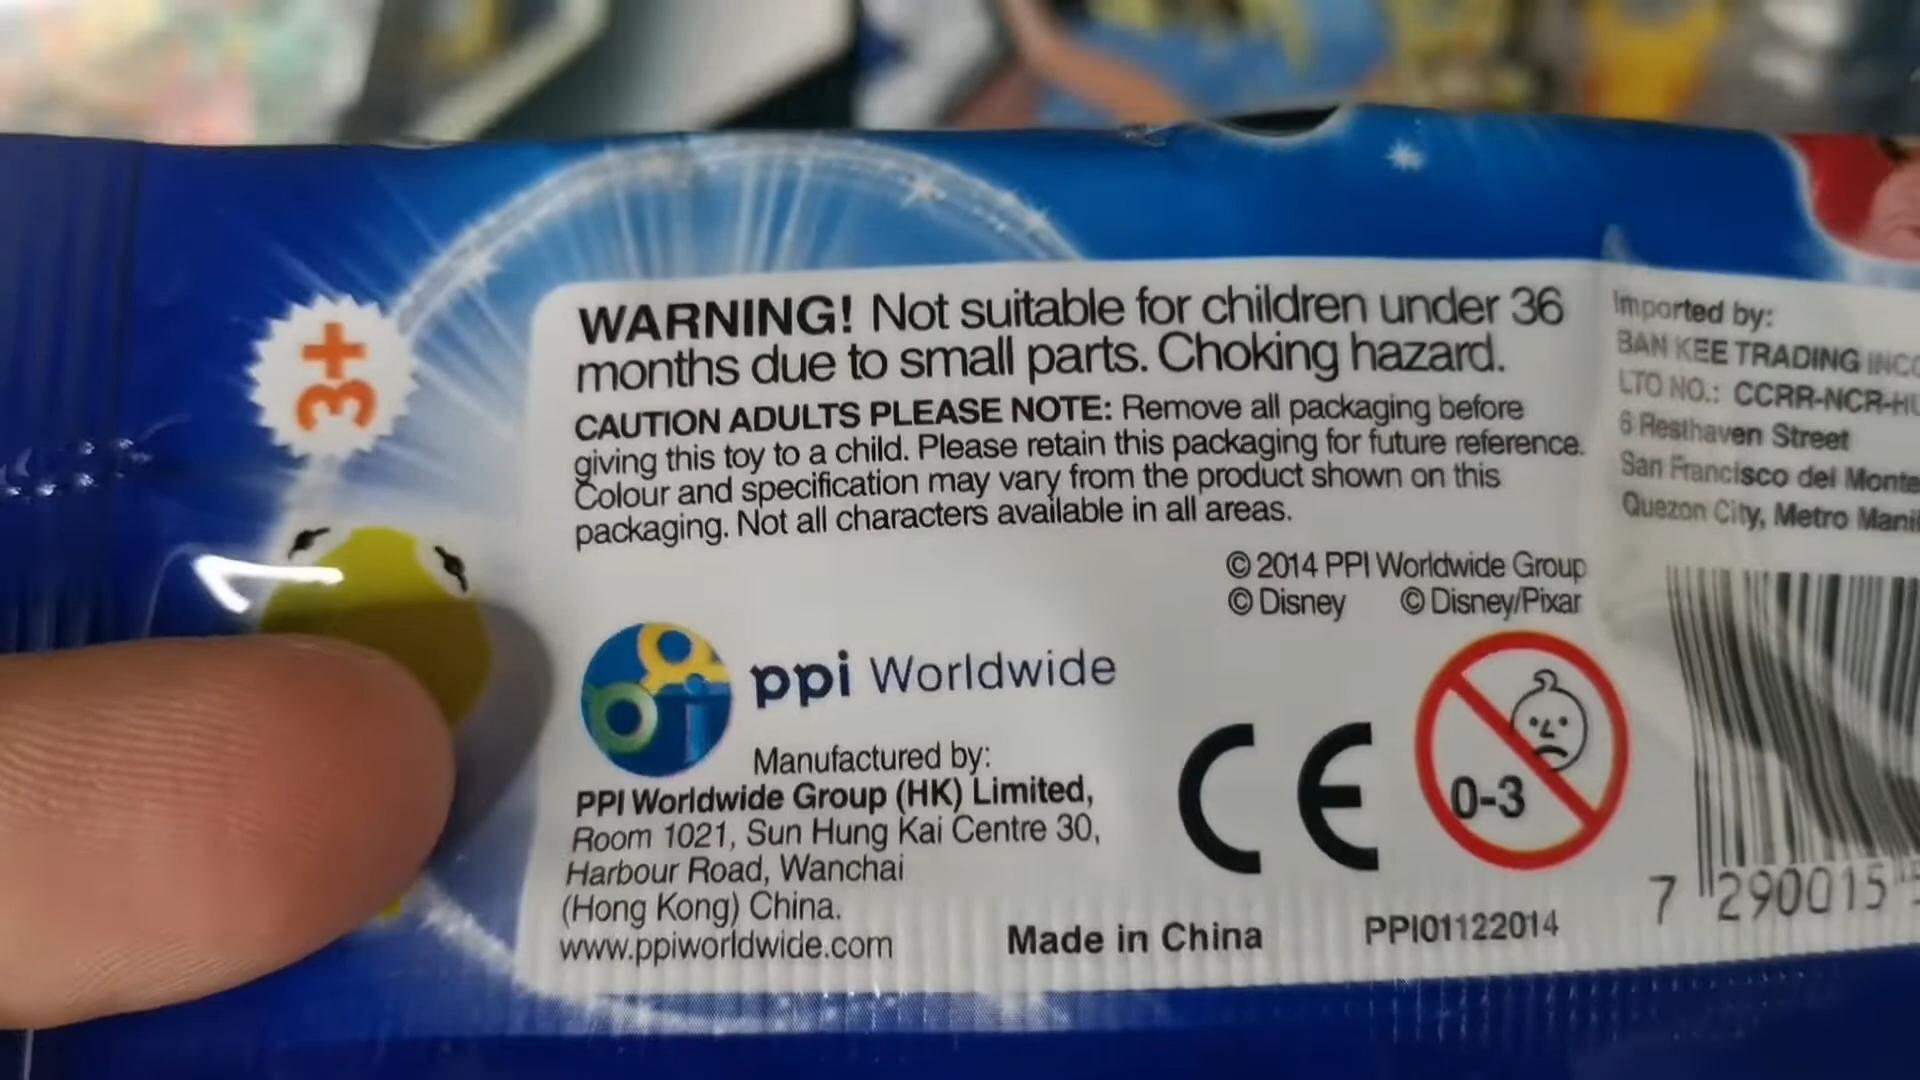 3+
WARNING! Not suitable for children under 36
months due to small parts. Choking hazard.
CAUTION ADULTS PLEASE NOTE: Remove all packaging before
giving this toy to a child. Please retain this packaging for future reference.
Colour and specification may vary from the product shown on this
packaging. Not all characters available in all areas.
© 2014 PPI Worldwide Group
© Disney © Disney/Pixar
ppi Worldwide
Manufactured by:
PPI Worldwide Group (HK) Limited,
Room 1021, Sun Hung Kai Centre 30,
Harbour Road, Wanchai
(Hong Kong) China.
www.ppiworldwide.com
CE
0-3
Made in China
PPI01122014
Imported by:
BAN KEE TRADING
LTO NO.: CCRR-NCR-
6 Resthaven Street
San Francisco del Monte
Quezon City, Metro
7 290015